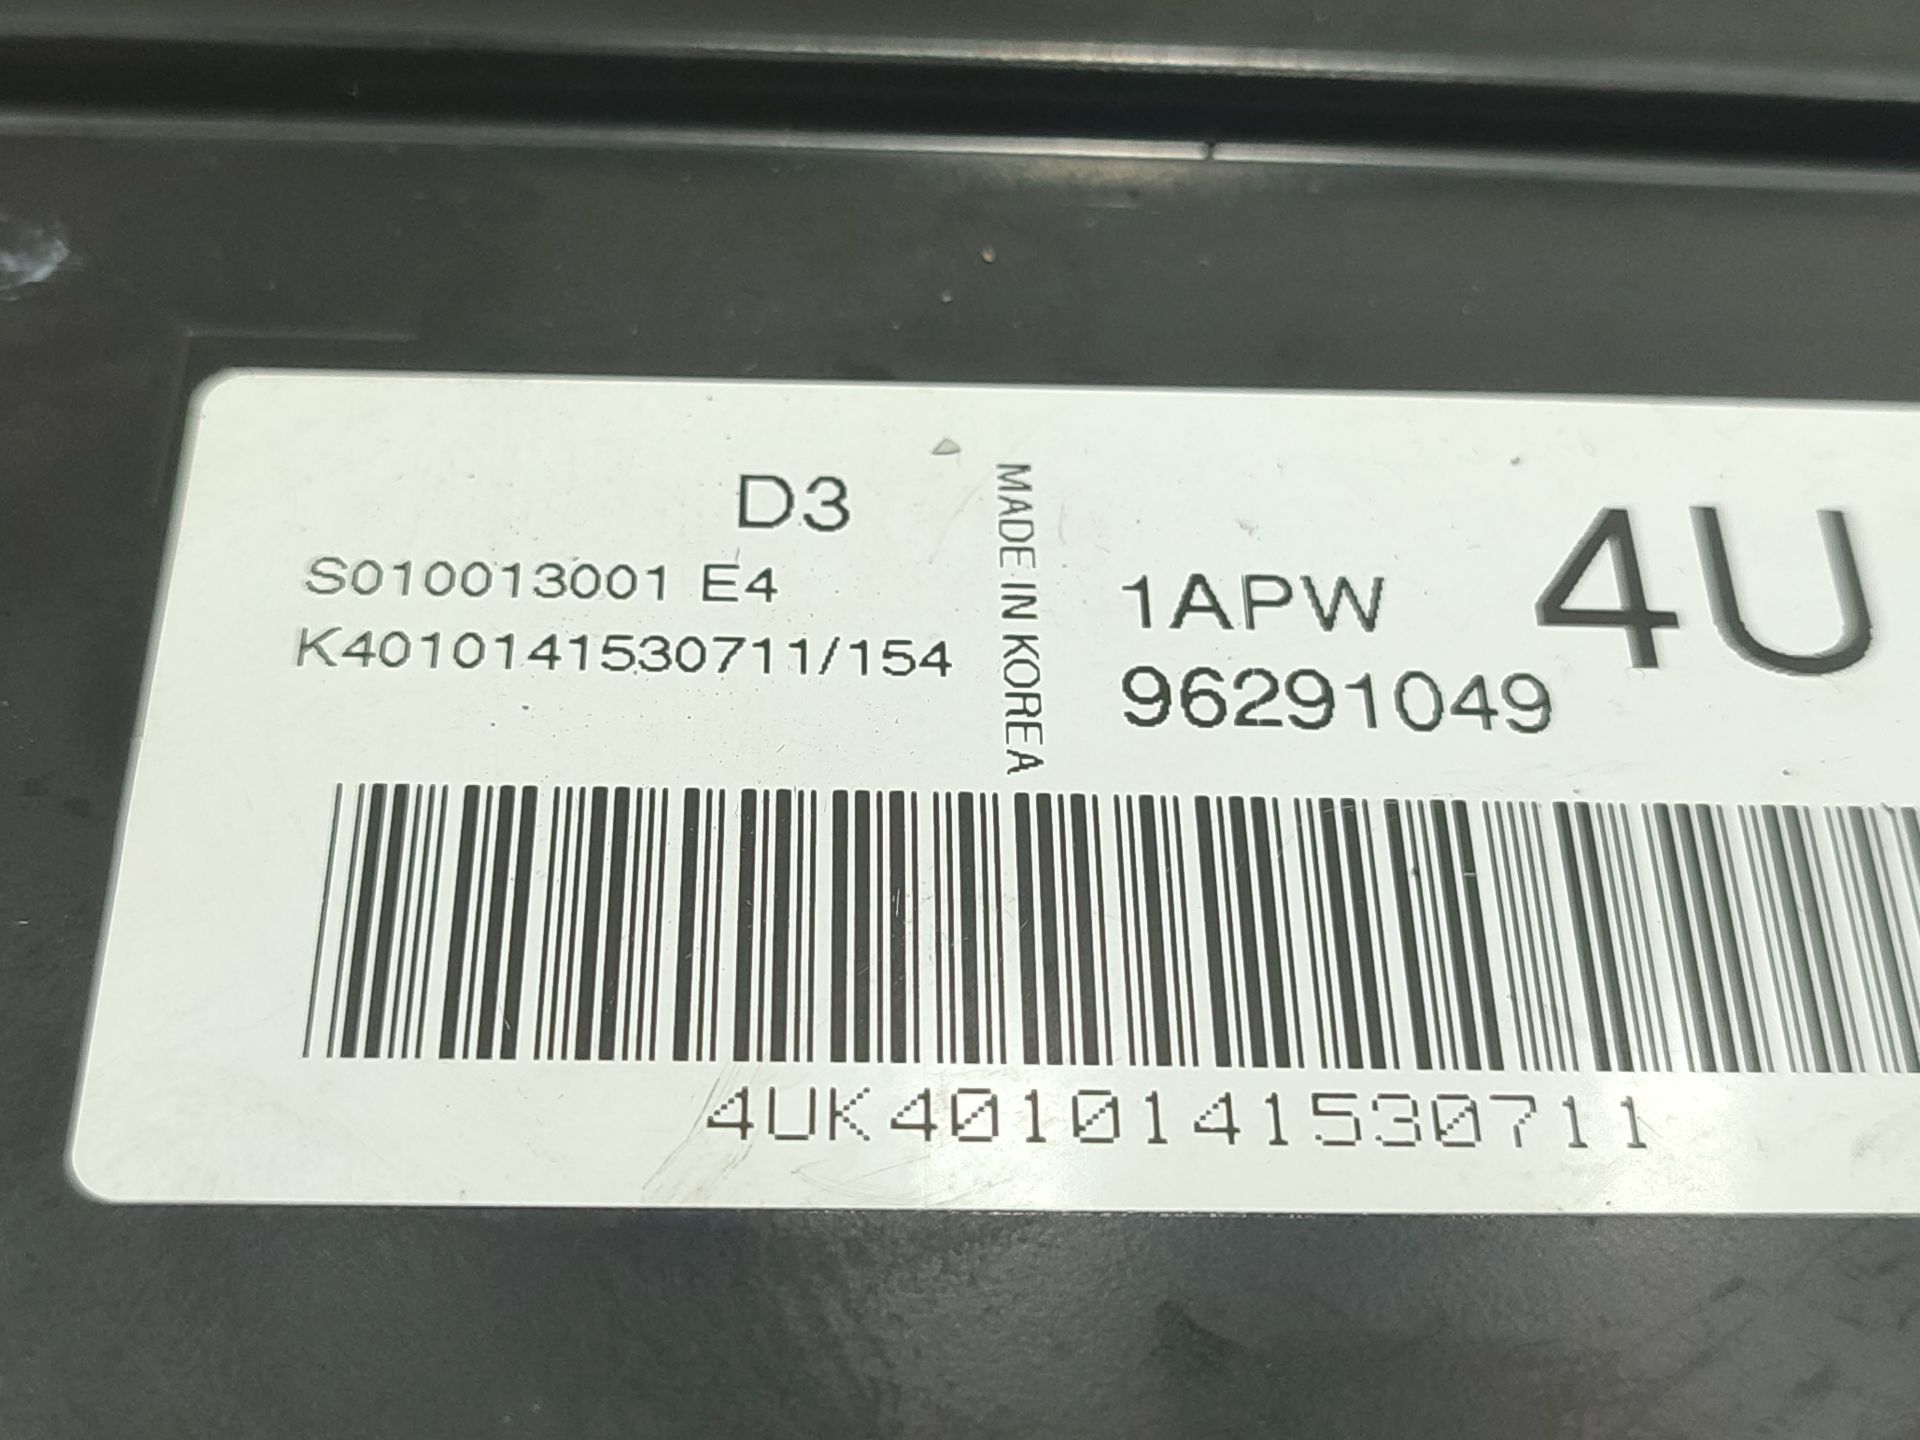 D3
S010013001 E4
K4010141530711/154
MADE IN KOREA
1APW
96291049
4U
4UK4010141530711